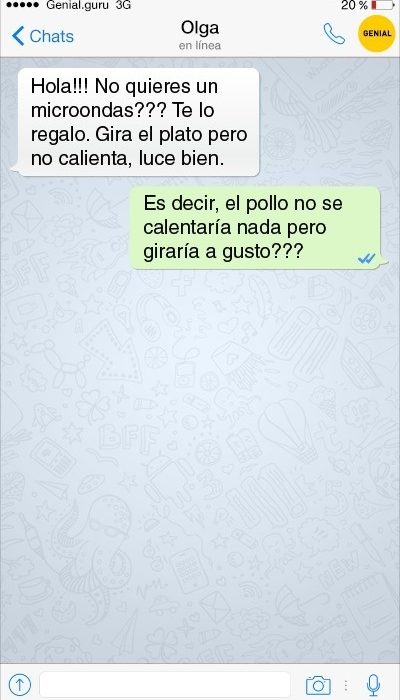 Genial.guru 3G 20 %
Chats
Olga
en línea
GENIAL
Hola!!! No quieres un
microondas??? Te lo
regalo. Gira el plato pero
no calienta, luce bien.
Es decir, el pollo no se
calentaría nada pero
giraría a gusto???
BFF